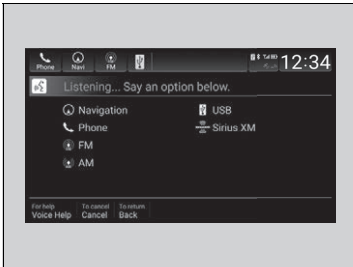 Phone Navi FM 12:34
Listening... Say an option below.
Navigation USB
Phone Sirius XM
FM
AM
For help To cancel To return
Voice Help Cancel Back